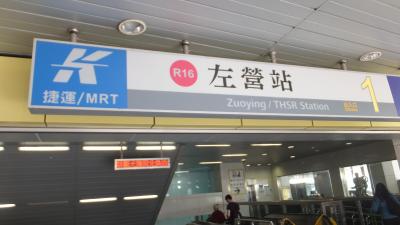 R16 左營站 1
捷運/MRT Zuoying / THSR Station